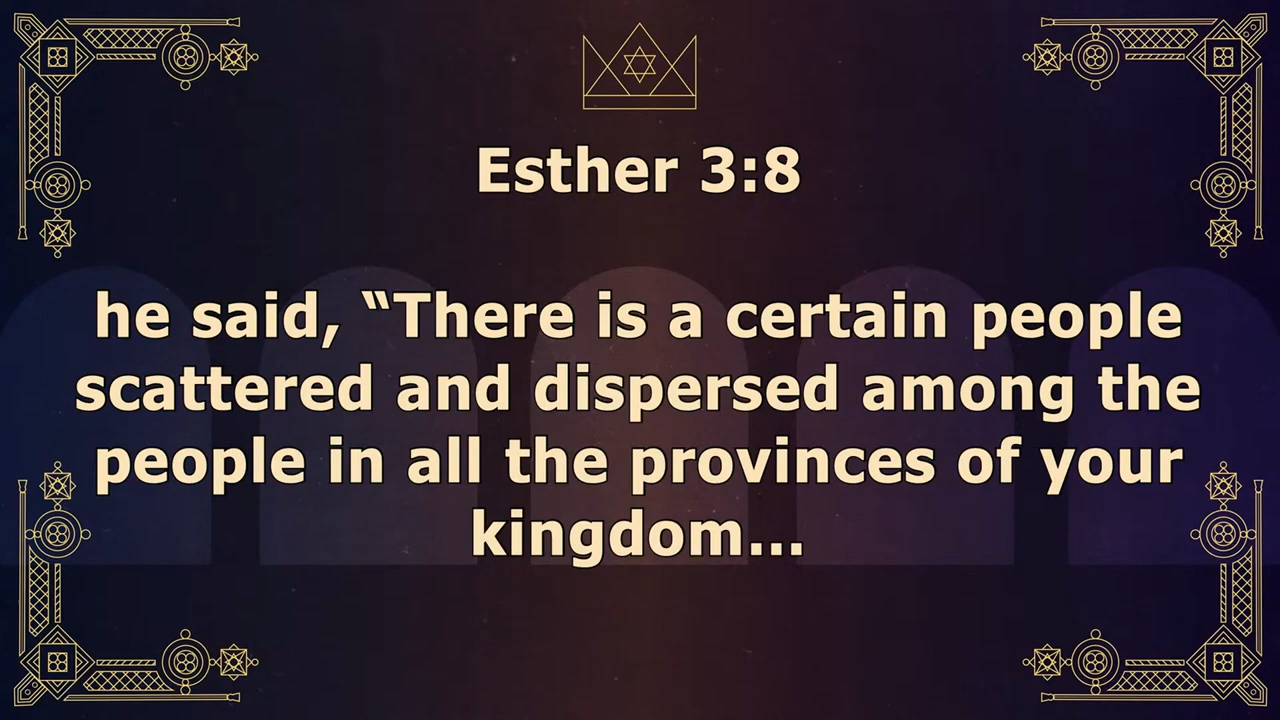 Esther 3:8
he said, “There is a certain people
scattered and dispersed among the
people in all the provinces of your
kingdom...